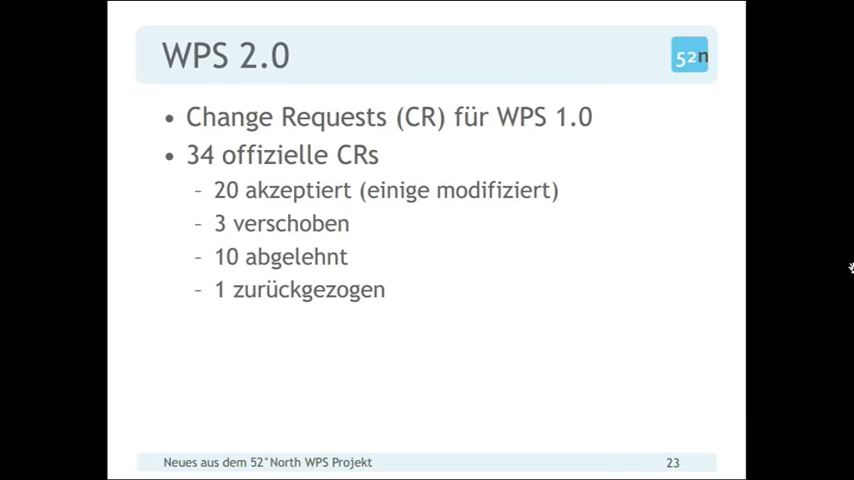 WPS 2.0
52n
• Change Requests (CR) für WPS 1.0
• 34 offizielle CRs
– 20 akzeptiert (einige modifiziert)
– 3 verschoben
– 10 abgelehnt
– 1 zurückgezogen
Neues aus dem 52°North WPS Projekt
23